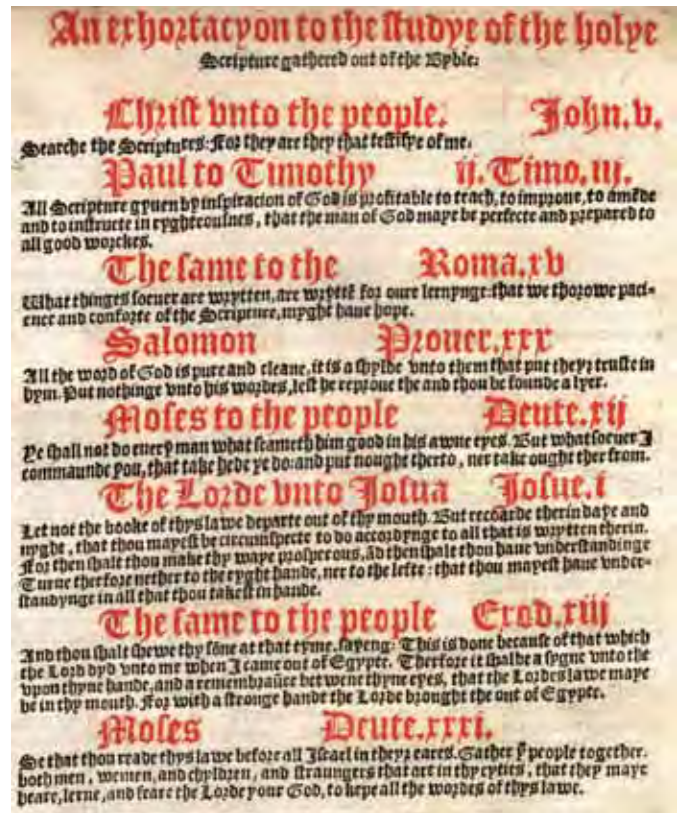 An exhortacyon to the studye of the holye
Scripture gathered out of the Byble.
Christ vnto the people. John.v.
Searche the Scriptures: For they are they that testifye of me.
Paul to Timothy ii. Timo.iij.
All Scripture gyuen by inspiracion of God is profitable to teach, to improue, to amẽde
and to instructe in ryghteousnes, that the man of God maye be perfecte and prepared to
all good worckes.
The same to the Roma.xv
What thinges soeuer are wrytten, are wryttẽ for oure lernynge: that we thorowe paci-
ence and conforte of the Scripture, myght haue hope.
Salomon Prouer.xxx
All the word of God is pure and cleane, it is a shylde vnto them that put theyr truste in
hym. Put nothinge vnto his wordes, lest he reproue the and thou be founde a lyer.
Moses to the people Deute.xij
Ye shall not do euery man what seameth him good in his awne eyes. But what soeuer I
commaunde you, that take hede ye do: and put nought therto, ner take ought ther from.
The Lorde vnto Josua Josue.i
Let not the booke of thys lawe departe out of thy mouth. But recoarde therin daye and
nyghe, that thou mayest be circumspecte to do accordynge to all that is wrytten therin.
For then shalt thou make thy waye prosperous, ãd then shalt thou haue vnderstandinge
Turne therfore nether to the ryght hande, ner to the lefte: that thou mayest haue vnder-
standynge in all that thou takest in hande.
The same to the people Exod.xiij
And thou shalt shewe thy sõne at that tyme, sayeng: This is done because of that which
the Lord dyd vnto me when I came out of Egypte. Therfore it shalbe a sygne vnto the
vpon thyne hande, and a remembraũce betwene thyne eyes, that the Lordes lawe maye
be in thy mouth. For with a stronge hande the Lorde brought the out of Egypte.
Moses Deute.xxxi.
Se that thou reade thys lawe before all Israel in theyr eares. Gather yͤ people together.
both men, wemen, and chyldren, and straungers that are in thy cyties, that they maye
heare, lerne, and feare the Lorde your God, to kepe all the wordes of thys lawe.